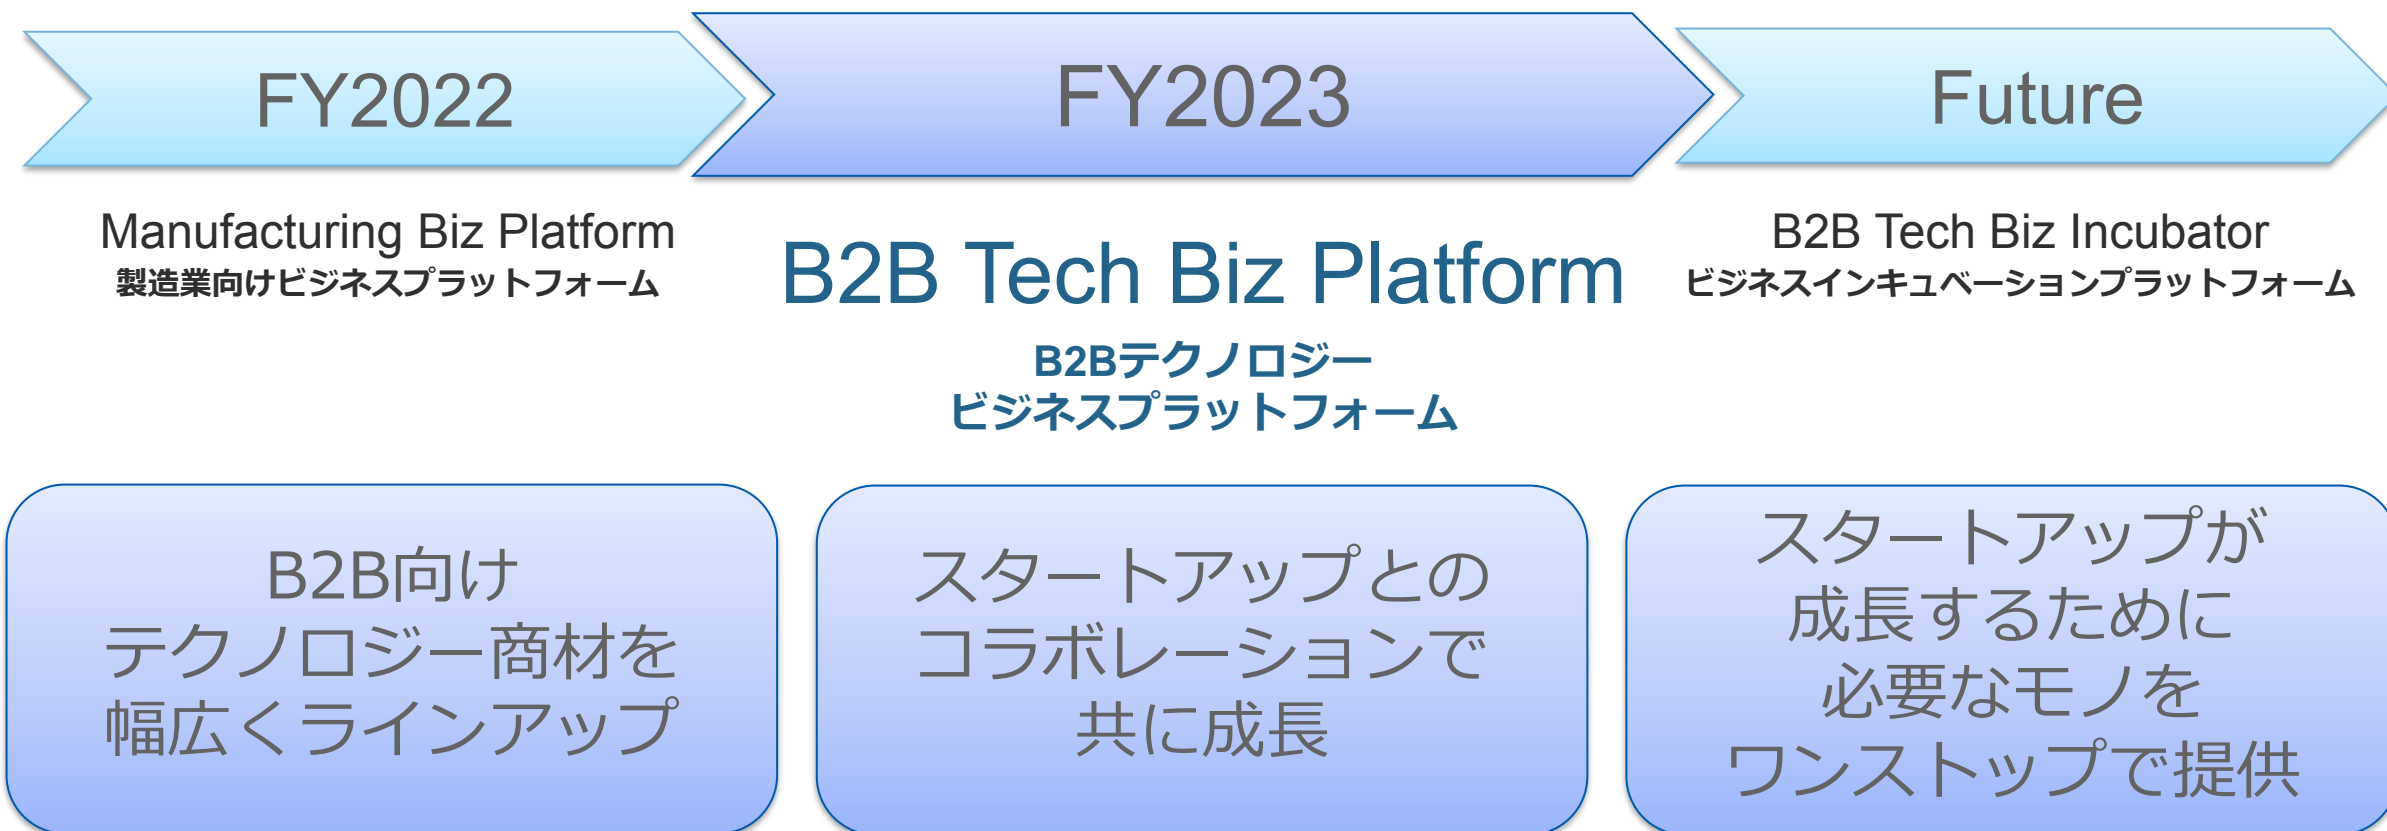 FY2022
FY2023
Future
Manufacturing Biz Platform
製造業向けビジネスプラットフォーム
B2B Tech Biz Platform
B2Bテクノロジー
ビジネスプラットフォーム
B2B Tech Biz Incubator
ビジネスインキュベーションプラットフォーム
B2B向け
テクノロジー商材を
幅広くラインアップ
スタートアップとの
コラボレーションで
共に成長
スタートアップが
成長するために
必要なモノを
ワンストップで提供